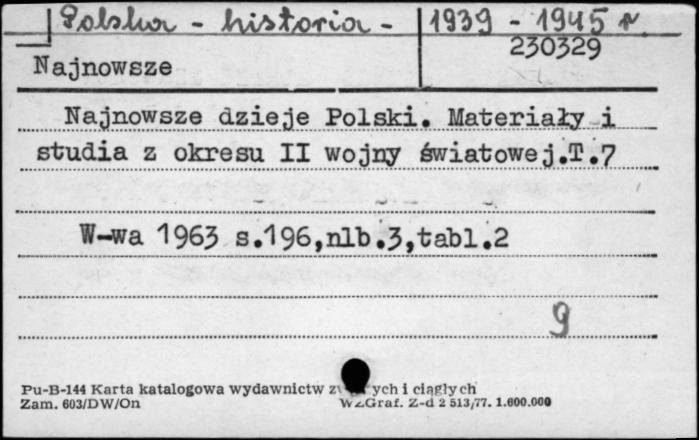 Polska - historia - 1939 - 1945 r
230329
Najnowsze
Najnowsze dzieje Polski. Materiały i
studia z okresu II wojny światowej.T.7
W-wa 1963 s.196,nlb.3,tabl.2
9
Pu-B-144 Karta katalogowa wydawnictw i ciągłych
Zam. 603/DW/On WZGraf. Z-d 2 513/77. 1.600.000